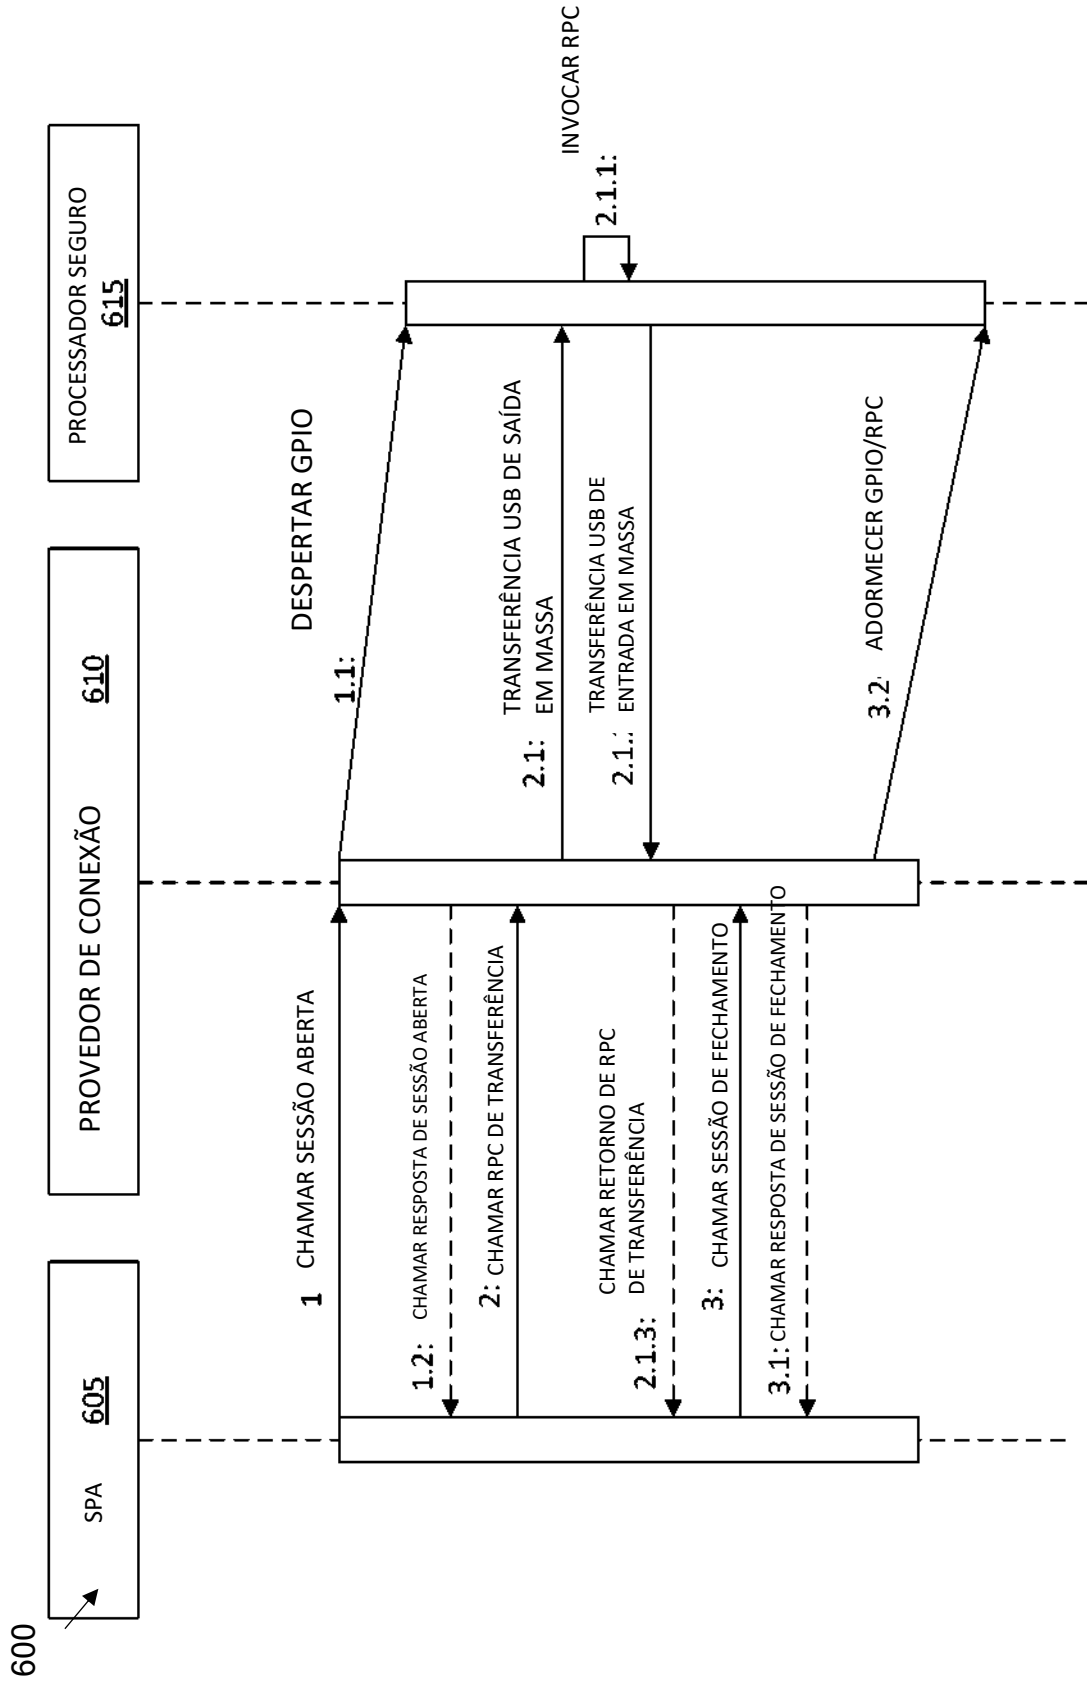 600
SPA
605
PROVEDOR DE CONEXÃO
610
PROCESSADOR SEGURO
615
1 CHAMAR SESSÃO ABERTA
1.1:
DESPERTAR GPIO
1.2: CHAMAR RESPOSTA DE SESSÃO ABERTA
2: CHAMAR RPC DE TRANSFERÊNCIA
2.1:
TRANSFERÊNCIA USB DE SAÍDA
EM MASSA
2.1.1:
INVOCAR RPC
2.1.
TRANSFERÊNCIA USB DE
ENTRADA EM MASSA
2.1.3:
CHAMAR RETORNO DE RPC
DE TRANSFERÊNCIA
3: CHAMAR SESSÃO DE FECHAMENTO
3.1: CHAMAR RESPOSTA DE SESSÃO DE FECHAMENTO
3.2 ADORMECER GPIO/RPC